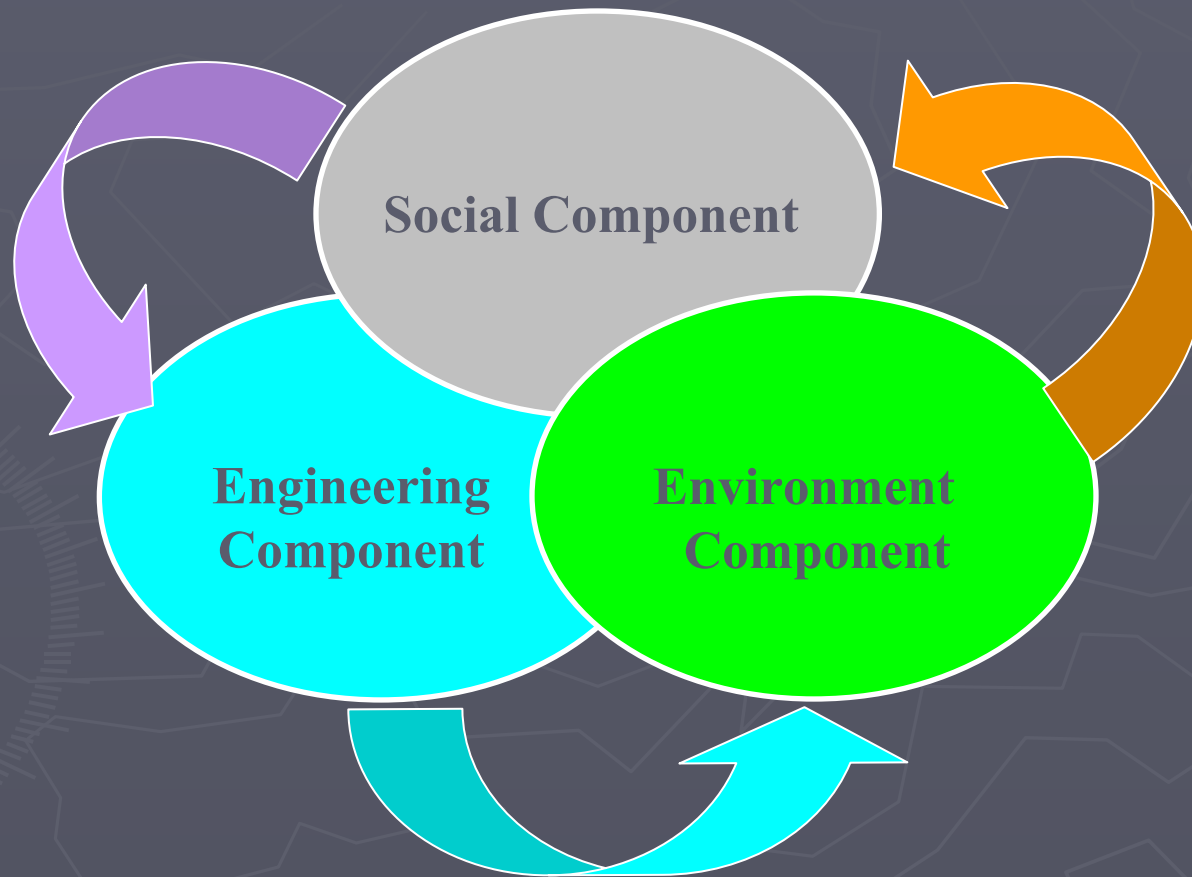 Social Component
Engineering
Component
Environment
Component